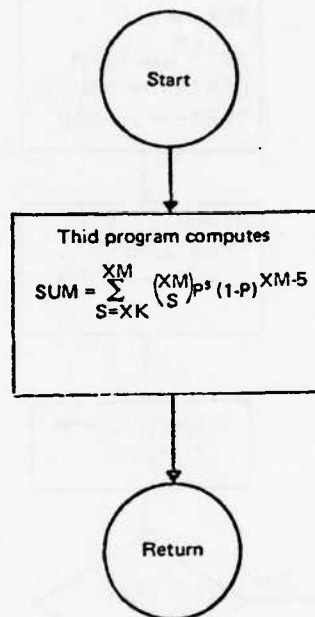 Start
Thid program computes
XM
SUM = ∑ (XM S) P^s (1-P)^XM-5
S=XK
Return